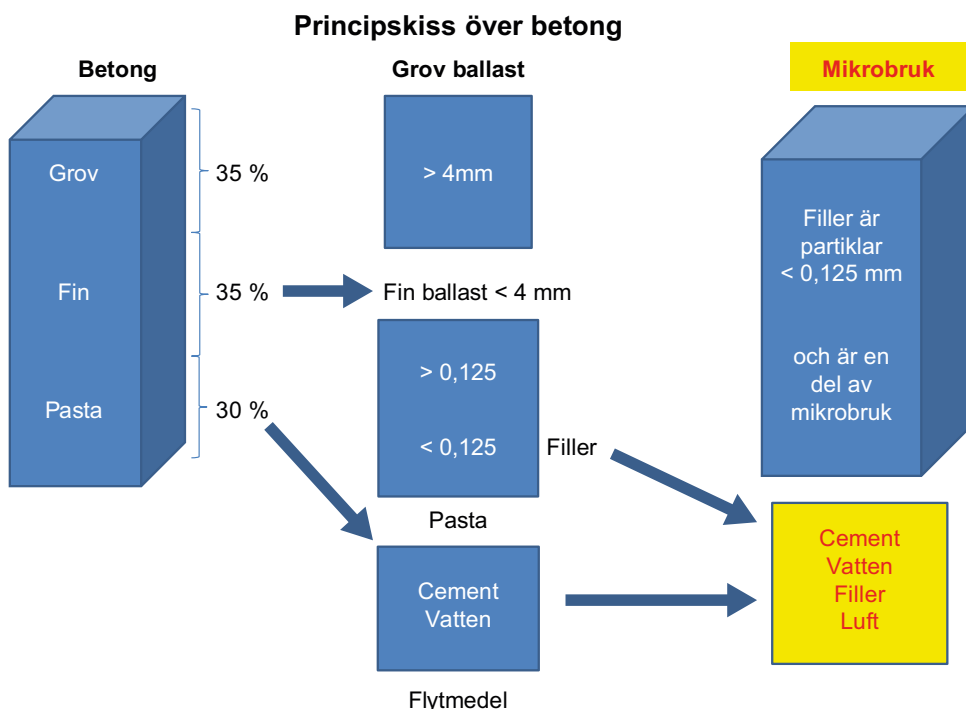 Principskiss över betong
Betong
Grov
Fin
Pasta
35 %
35 %
30 %
Grov ballast
> 4mm
Fin ballast < 4 mm
> 0,125
< 0,125
Filler
Pasta
Cement
Vatten
Flytmedel
Mikrobruk
Filler är
partiklar
< 0,125 mm
och är en
del av
mikrobruk
Cement
Vatten
Filler
Luft